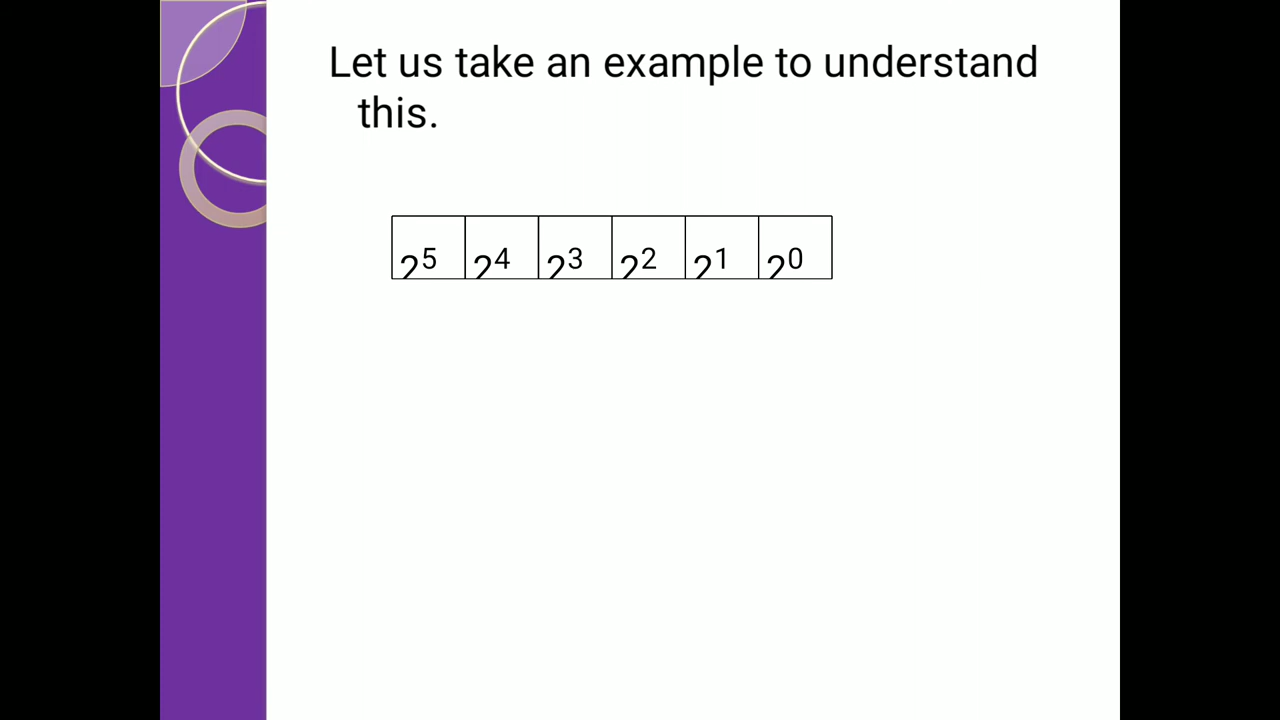 Let us take an example to understand
this.
2⁵ 2⁴ 2³ 2² 2¹ 2⁰